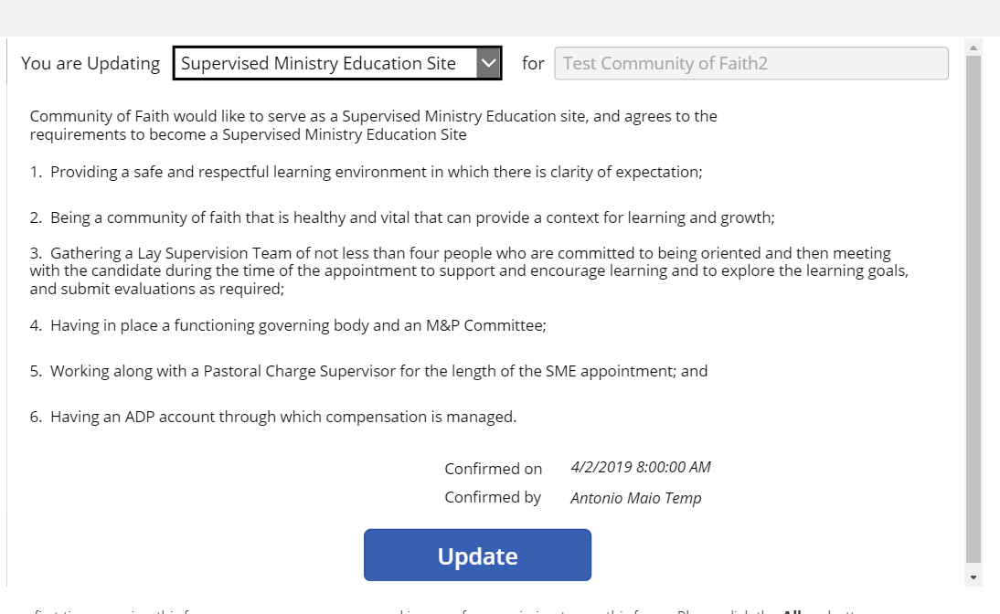 You are Updating Supervised Ministry Education Site for Test Community of Faith2
Community of Faith would like to serve as a Supervised Ministry Education site, and agrees to the
requirements to become a Supervised Ministry Education Site
1. Providing a safe and respectful learning environment in which there is clarity of expectation;
2. Being a community of faith that is healthy and vital that can provide a context for learning and growth;
3. Gathering a Lay Supervision Team of not less than four people who are committed to being oriented and then meeting
with the candidate during the time of the appointment to support and encourage learning and to explore the learning goals,
and submit evaluations as required;
4. Having in place a functioning governing body and an M&P Committee;
5. Working along with a Pastoral Charge Supervisor for the length of the SME appointment; and
6. Having an ADP account through which compensation is managed.
Confirmed on 4/2/2019 8:00:00 AM
Confirmed by Antonio Maio Temp
Update